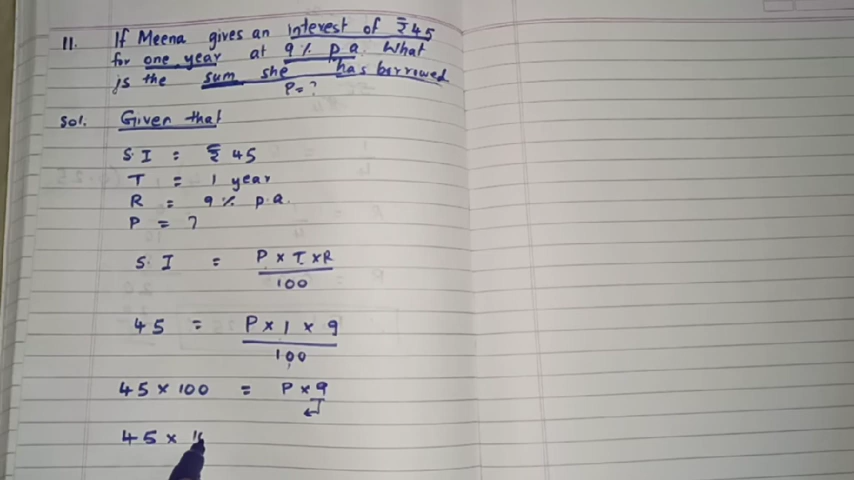 11. If Meena gives an interest of ₹45
for one year at 9% p.a. What
is the sum she has borrowed
P = ?
Sol. Given that
S.I = ₹ 45
T = 1 year
R = 9% p.a.
P = ?
S.I = P × T × R / 100
45 = P × 1 × 9 / 100
45 × 100 = P × 9
45 ×